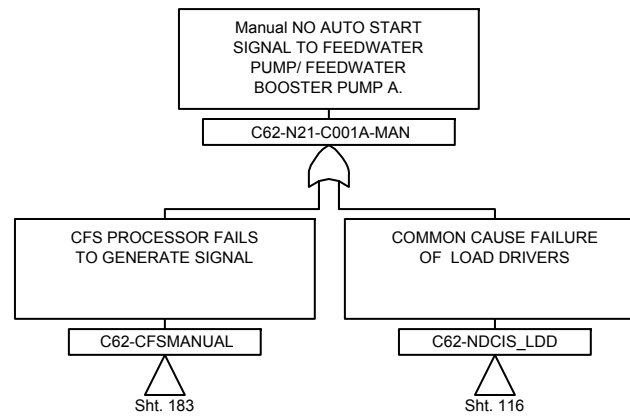 Manual NO AUTO START
SIGNAL TO FEEDWATER
PUMP/ FEEDWATER
BOOSTER PUMP A.
C62-N21-C001A-MAN
CFS PROCESSOR FAILS
TO GENERATE SIGNAL
C62-CFSMANUAL
Sht. 183
COMMON CAUSE FAILURE
OF LOAD DRIVERS
C62-NDCIS_LDD
Sht. 116